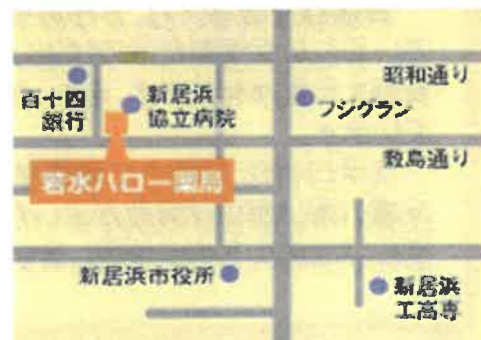 昭和通り
百十四
銀行
新居浜
協立病院
フジグラン
敷島通り
若水ハロー薬局
新居浜市役所
新居浜
工高専